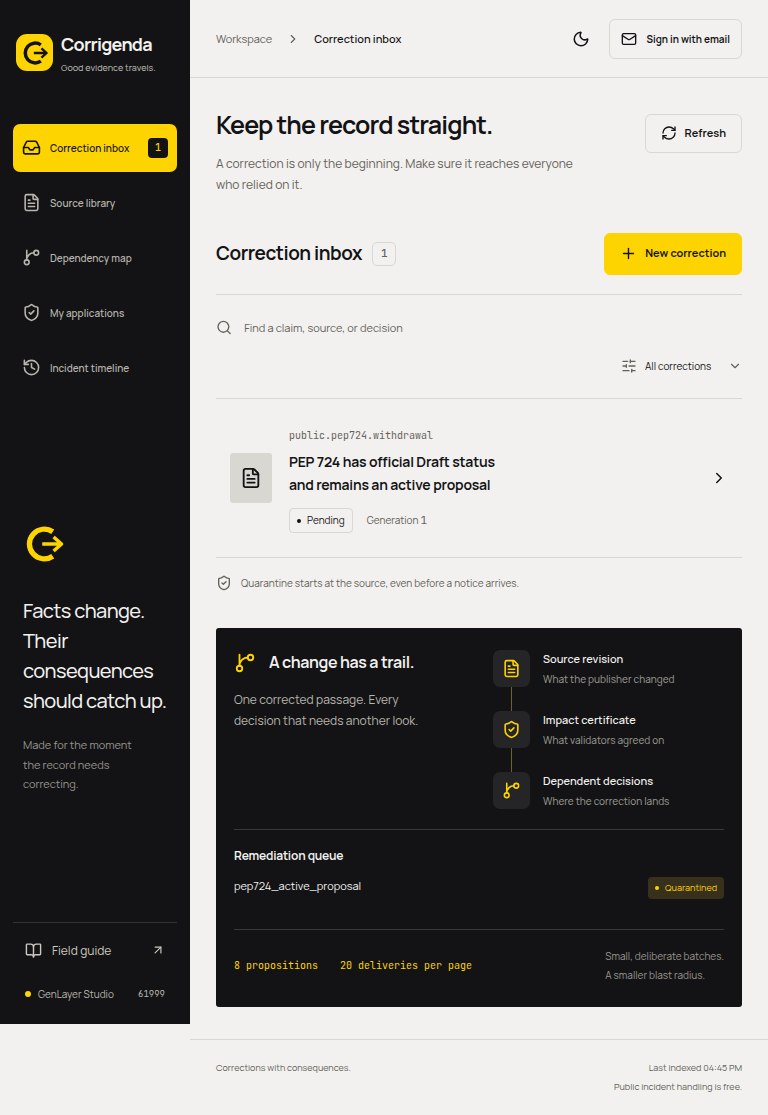 Corrigenda
Good evidence travels.
Correction inbox 1
Source library
Dependency map
My applications
Incident timeline
Facts change.
Their
consequences
should catch up.
Made for the moment
the record needs
correcting.
Field guide
GenLayer Studio 61999
Workspace Correction inbox
Sign in with email
Keep the record straight.
A correction is only the beginning. Make sure it reaches everyone
who relied on it.
Refresh
Correction inbox 1
New correction
Find a claim, source, or decision
All corrections
public.pep724.withdrawal
PEP 724 has official Draft status
and remains an active proposal
Pending Generation 1
Quarantine starts at the source, even before a notice arrives.
A change has a trail.
One corrected passage. Every
decision that needs another look.
Source revision
What the publisher changed
Impact certificate
What validators agreed on
Dependent decisions
Where the correction lands
Remediation queue
pep724_active_proposal Quarantined
8 propositions 20 deliveries per page
Small, deliberate batches.
A smaller blast radius.
Corrections with consequences.
Last indexed 04:45 PM
Public incident handling is free.